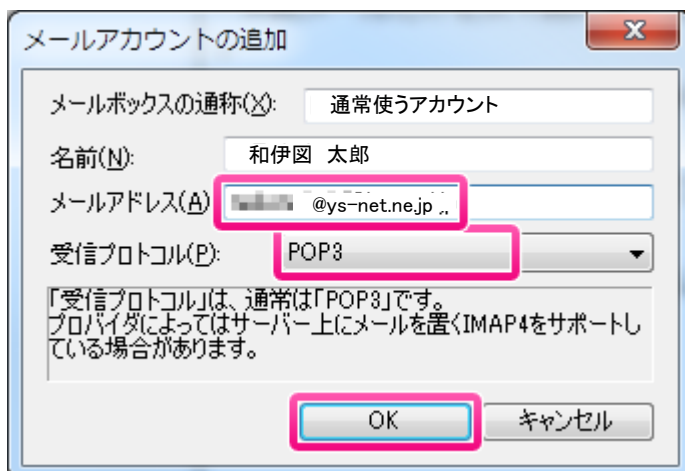 メールアカウントの追加
メールボックスの通称(X): 通常使うアカウント
名前(N): 和伊図 太郎
メールアドレス(A) @ys-net.ne.jp
受信プロトコル(P): POP3
「受信プロトコル」は、通常は「POP3」です。
プロバイダによってはサーバー上にメールを置くIMAP4をサポートし
ている場合があります。
OK キャンセル